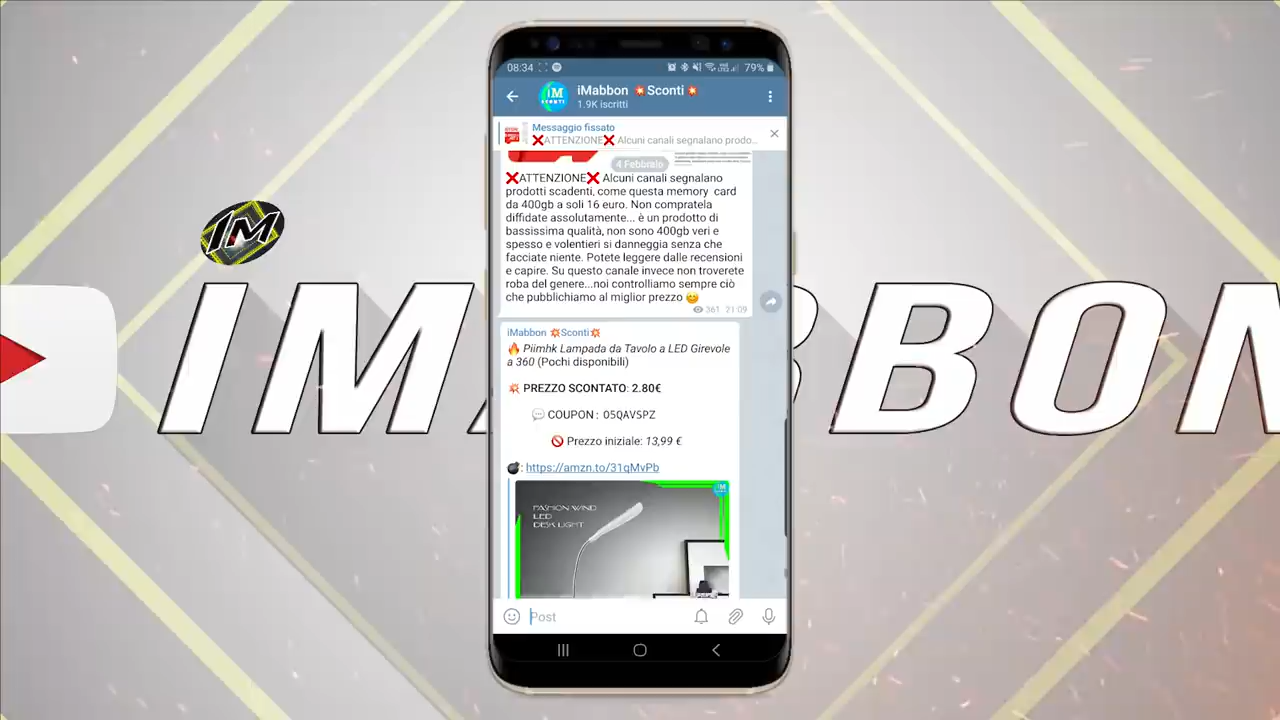 08:34
79%
iMabbon 💥Sconti💥
1.9K iscritti
Messaggio fissato
❌ATTENZIONE❌ Alcuni canali segnalano prodo...
4 Febbraio
❌ATTENZIONE❌ Alcuni canali segnalano
prodotti scadenti, come questa memory card
da 400gb a soli 16 euro. Non compratela
diffidate assolutamente... è un prodotto di
bassissima qualità, non sono 400gb veri e
spesso e volentieri si danneggia senza che
facciate niente. Potete leggere dalle recensioni
e capire. Su questo canale invece non troverete
roba del genere...noi controlliamo sempre ciò
che pubblichiamo al miglior prezzo 😊
361 21:09
iMabbon 💥Sconti💥
🔥 Piimhk Lampada da Tavolo a LED Girevole
a 360 (Pochi disponibili)
💥 PREZZO SCONTATO: 2.80€
💬 COUPON : 05QAVSPZ
🚫 Prezzo iniziale: 13,99 €
💣: https://amzn.to/31qMvPb
FASHION WIND
LED
DESK LIGHT
Post
IM
IM
BBON